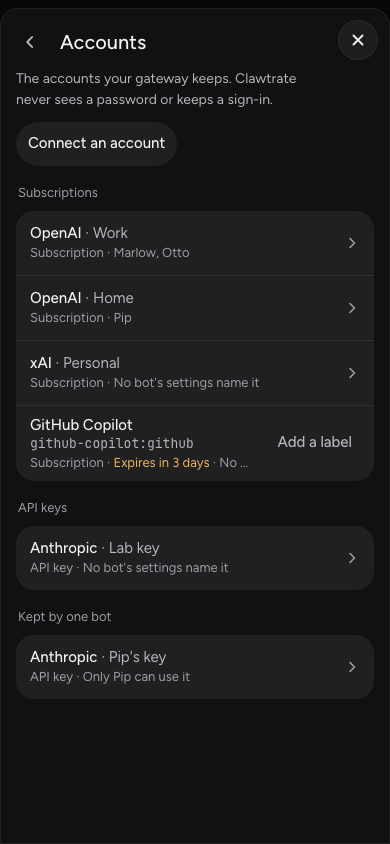 Accounts
The accounts your gateway keeps. Clawtrate
never sees a password or keeps a sign-in.
Connect an account
Subscriptions
OpenAI · Work
Subscription · Marlow, Otto
OpenAI · Home
Subscription · Pip
xAI · Personal
Subscription · No bot's settings name it
GitHub Copilot
github-copilot:github
Add a label
Subscription · Expires in 3 days · No ...
API keys
Anthropic · Lab key
API key · No bot's settings name it
Kept by one bot
Anthropic · Pip's key
API key · Only Pip can use it